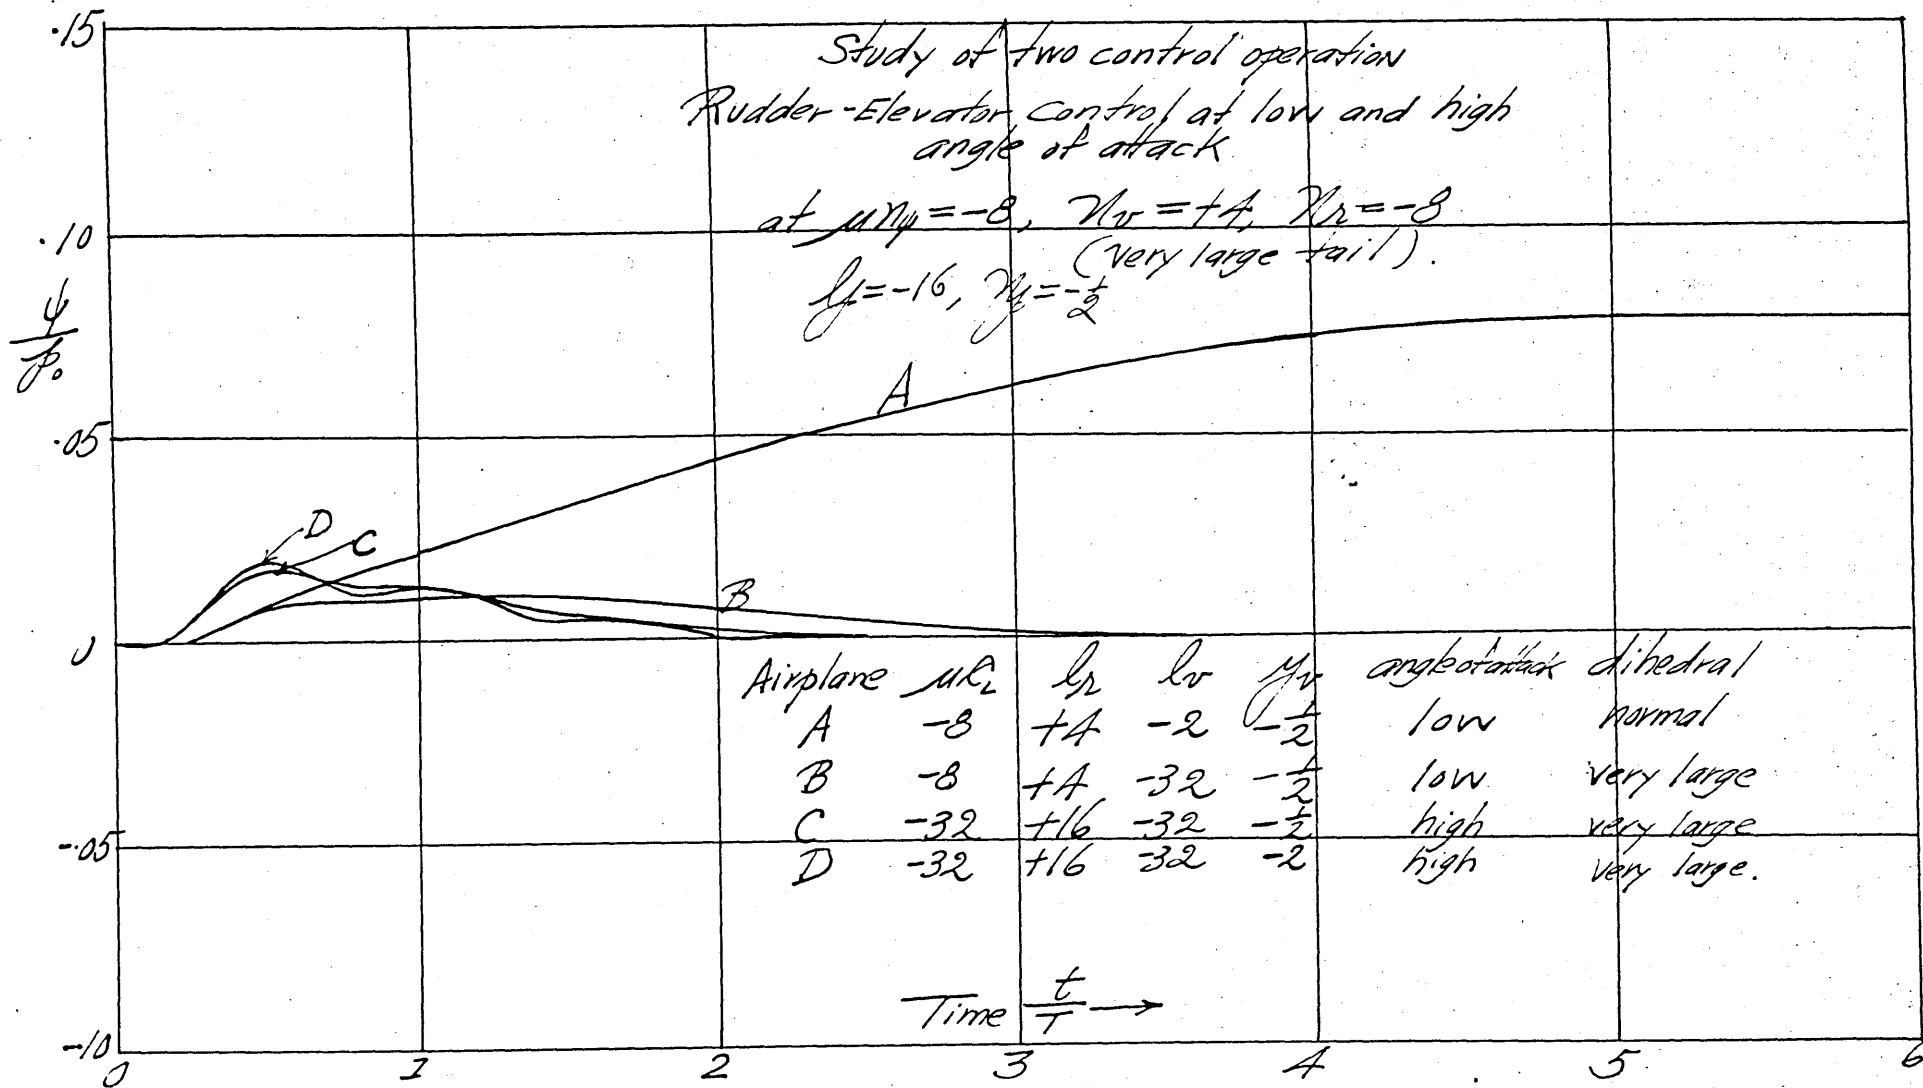 Study of two control operation
Rudder-Elevator Control at low and high
angle of attack
at μnψ = -8, nv = +4, nr = -8
(very large tail).
lp = -16, yψ = -1/2
.15
.10
ψ/p₀
.05
0
-.05
-.10
A
D
C
B
Airplane lr lv yv angle of attack dihedral
A -8 +4 -2 -1/2 low normal
B -8 +4 -32 -1/2 low very large
C -32 +16 -32 -1/2 high very large
D -32 +16 -32 -2 high very large.
Time t/T →
0 1 2 3 4 5 6